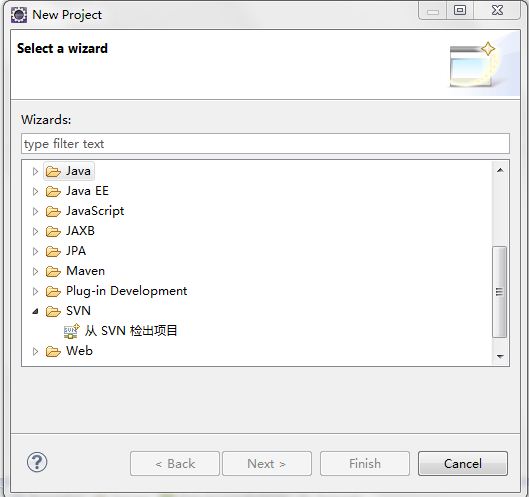 New Project
Select a wizard
Wizards:
type filter text
Java
Java EE
JavaScript
JAXB
JPA
Maven
Plug-in Development
SVN
SVN 从 SVN 检出项目
Web
? < Back Next > Finish Cancel